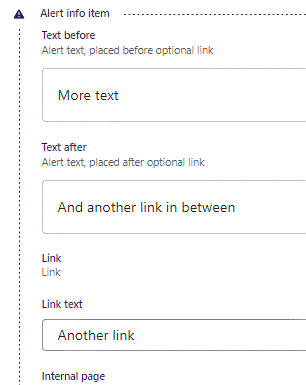 Alert info item
Text before
Alert text, placed before optional link
More text
Text after
Alert text, placed after optional link
And another link in between
Link
Link
Link text
Another link
Internal page